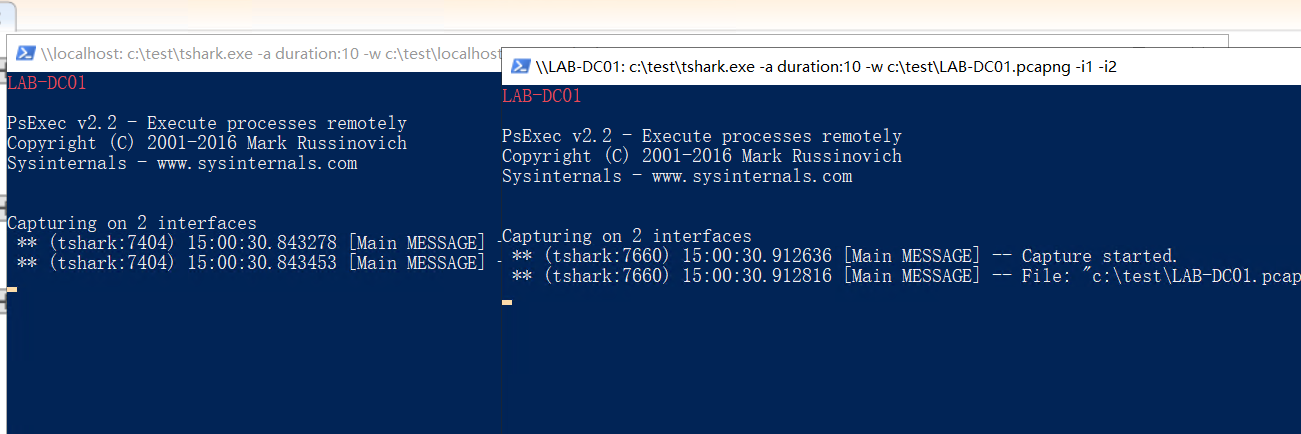 \\localhost: c:\test\tshark.exe -a duration:10 -w c:\test\localhost
LAB-DC01
PsExec v2.2 - Execute processes remotely
Copyright (C) 2001-2016 Mark Russinovich
Sysinternals - www.sysinternals.com
Capturing on 2 interfaces
** (tshark:7404) 15:00:30.843278 [Main MESSAGE] -
** (tshark:7404) 15:00:30.843453 [Main MESSAGE] -
\\LAB-DC01: c:\test\tshark.exe -a duration:10 -w c:\test\LAB-DC01.pcapng -i1 -i2
LAB-DC01
PsExec v2.2 - Execute processes remotely
Copyright (C) 2001-2016 Mark Russinovich
Sysinternals - www.sysinternals.com
Capturing on 2 interfaces
** (tshark:7660) 15:00:30.912636 [Main MESSAGE] -- Capture started.
** (tshark:7660) 15:00:30.912816 [Main MESSAGE] -- File: "c:\test\LAB-DC01.pcap